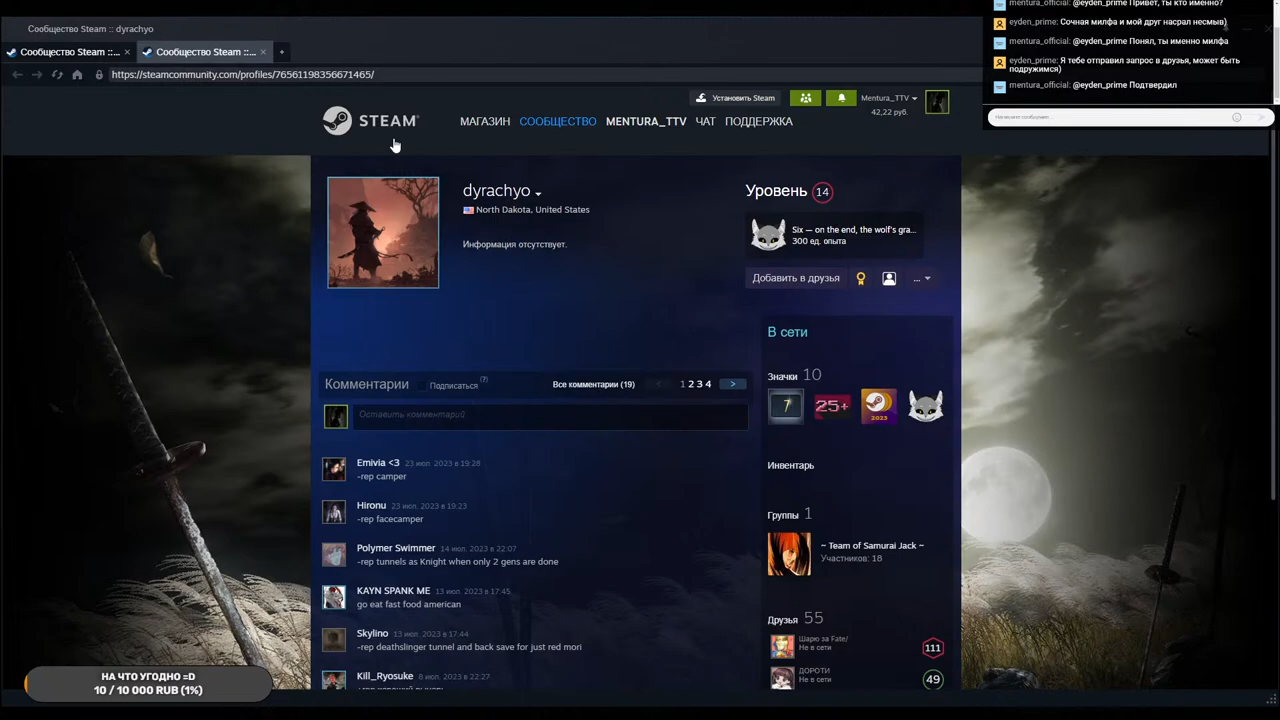 mentura_official: @eyden_prime Привет, ты кто именно?
eyden_prime: Сочная милфа и мой друг насрал несмыв)
mentura_official: @eyden_prime Понял, ты именно милфа
eyden_prime: Я тебе отправил запрос в друзья, может быть
подружимся)
mentura_official: @eyden_prime Подтвердил
Сообщество Steam :: dyrachyo
Сообщество Steam ::...
Сообщество Steam ::...
https://steamcommunity.com/profiles/76561198356671465/
Установить Steam
Mentura_TTV
42,22 руб.
STEAM
МАГАЗИН СООБЩЕСТВО MENTURA_TTV ЧАТ ПОДДЕРЖКА
dyrachyo
North Dakota, United States
Информация отсутствует.
Уровень 14
Six — on the end, the wolf's gra...
300 ед. опыта
Добавить в друзья
...
В сети
Комментарии Подписаться (?) Все комментарии (19) < 1 2 3 4 >
Оставить комментарий
Emivia <3 23 июл. 2023 в 19:28
-rep camper
Hironu 23 июл. 2023 в 19:23
-rep facecamper
Polymer Swimmer 14 июл. 2023 в 22:07
-rep tunnels as Knight when only 2 gens are done
KAYN SPANK ME 13 июл. 2023 в 17:45
go eat fast food american
Skylino 13 июл. 2023 в 17:44
-rep deathslinger tunnel and back save for just red mori
Kill_Ryosuke 8 июл. 2023 в 22:27
Значки 10
25+
2023
Инвентарь
Группы 1
~ Team of Samurai Jack ~
Участников: 18
Друзья 55
Шарю за Fate/
Не в сети
111
ДОРОТИ
Не в сети
49
НА ЧТО УГОДНО =D
10 / 10 000 RUB (1%)